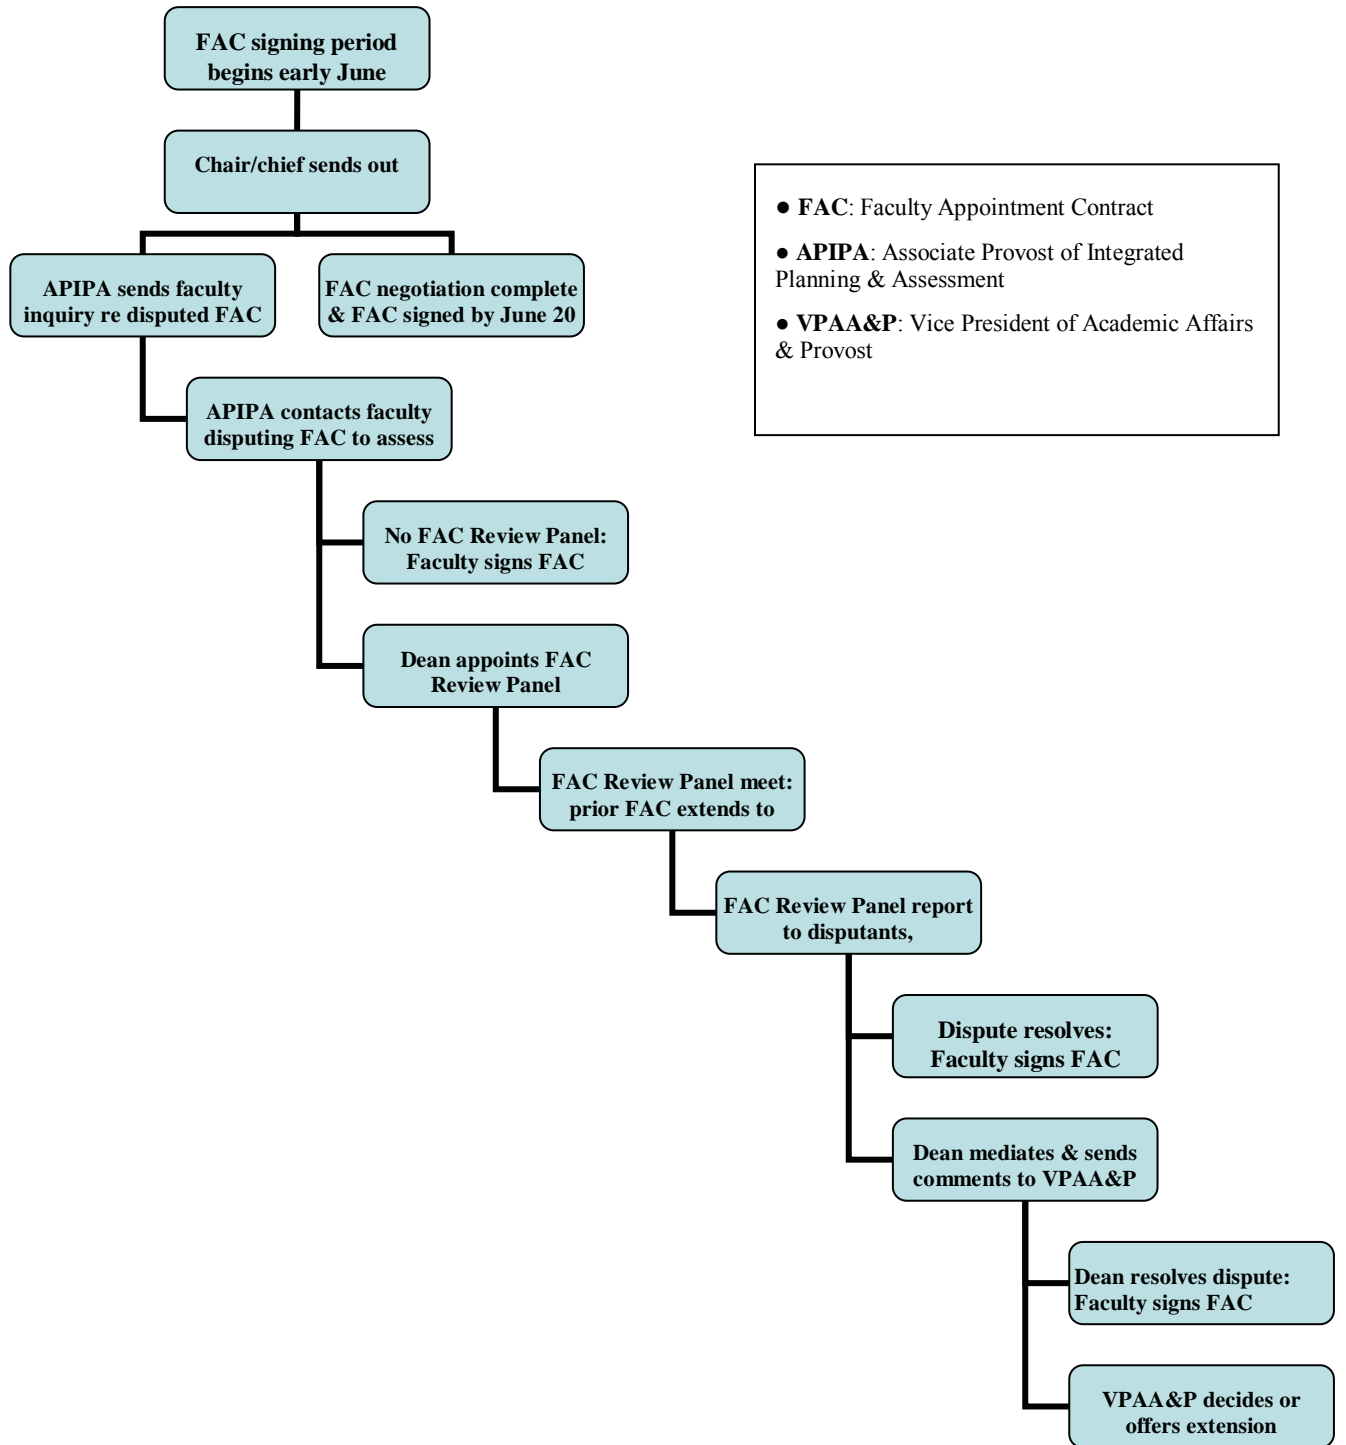 FAC signing period
begins early June
Chair/chief sends out
● FAC: Faculty Appointment Contract
● APIPA: Associate Provost of Integrated
Planning & Assessment
● VPAA&P: Vice President of Academic Affairs
& Provost
APIPA sends faculty
inquiry re disputed FAC
FAC negotiation complete
& FAC signed by June 20
APIPA contacts faculty
disputing FAC to assess
No FAC Review Panel:
Faculty signs FAC
Dean appoints FAC
Review Panel
FAC Review Panel meet:
prior FAC extends to
FAC Review Panel report
to disputants,
Dispute resolves:
Faculty signs FAC
Dean mediates & sends
comments to VPAA&P
Dean resolves dispute:
Faculty signs FAC
VPAA&P decides or
offers extension